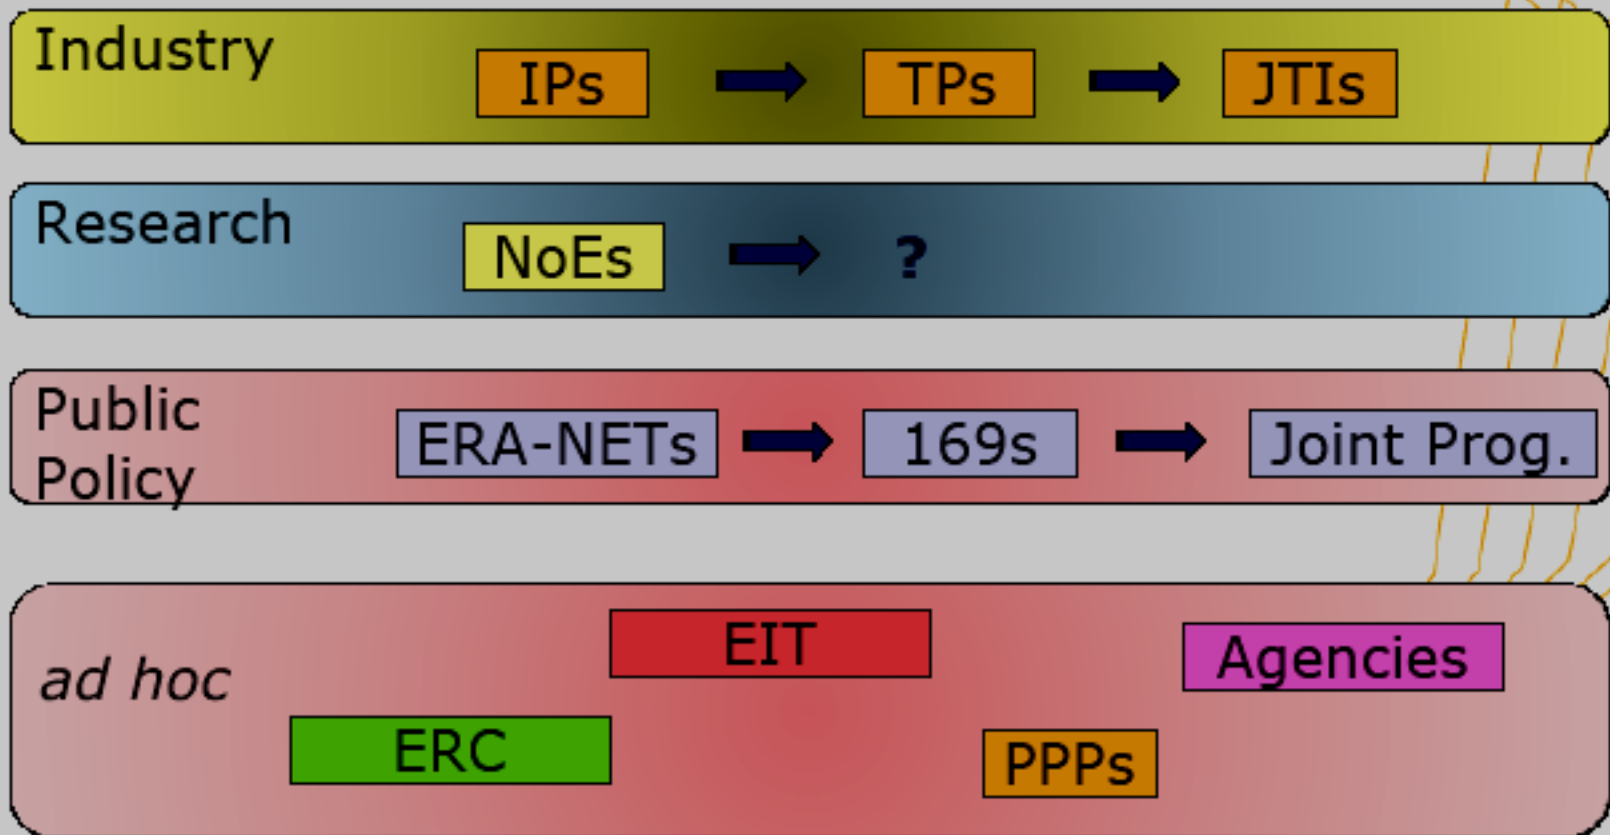 Industry
IPs TPs JTIs
Research
NoEs ?
Public
Policy
ERA-NETs 169s Joint Prog.
ad hoc
EIT
Agencies
ERC
PPPs